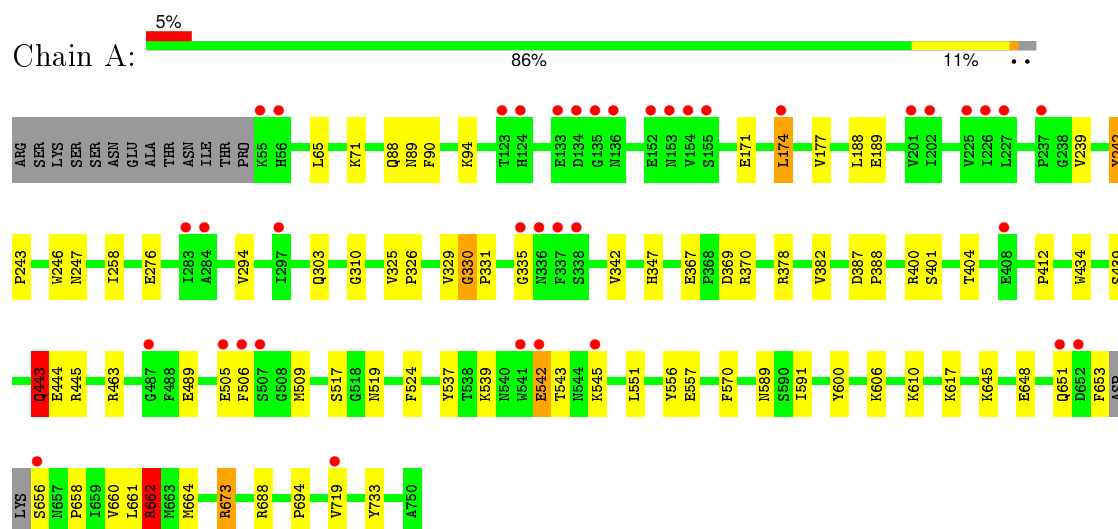 5%
Chain A:
86% 11% • •
ARG SER LYS SER SER ASN GLU ALA THR ASN ILE THR PRO K55 H56 L65 K71 Q88 N89 F90 K94 T123 H124 E133 D134 G135 N136 E152 N153 V154 S155 E171 L174 V177 L188 E189 V201 I202 V225 I226 L227 P237 G238 V239 Y242
P243 W246 N247 I258 E276 I283 A284 V294 I297 Q303 G310 V325 P326 V329 G330 P331 G335 N336 F337 S338 V342 H347 E367 P368 D369 R370 R378 V382 D387 P388 R400 S401 T404 E408 P412 W434 S439
Q443 E444 R445 R463 G487 F488 E489 E505 F506 S507 G508 M509 S517 G518 N519 F524 Y537 T538 K539 N540 W541 E542 T543 N544 K545 L551 Y556 E557 F570 N589 S590 I591 Y600 K606 K610 K617 K645 E648 Q651 D652 F653 ASP
LYS S656 N657 P658 I659 V660 L661 R662 M663 M664 R673 R688 P694 V719 Y733 A750